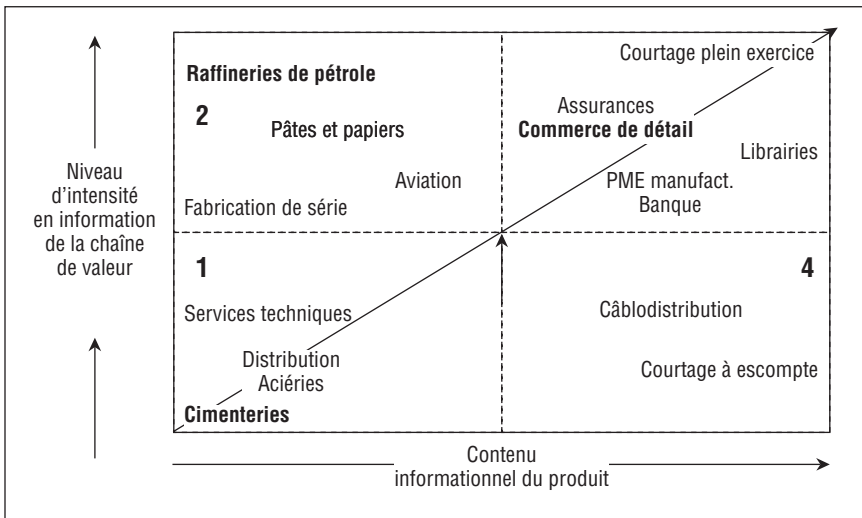 Courtage plein exercice
Raffineries de pétrole
2
Assurances
Pâtes et papiers
Commerce de détail
Librairies
Niveau
d'intensité
en information
de la chaîne
de valeur
Aviation
PME manufact.
Fabrication de série
Banque
1
4
Services techniques
Câblodistribution
Distribution
Aciéries
Courtage à escompte
Cimenteries
Contenu
informationnel du produit